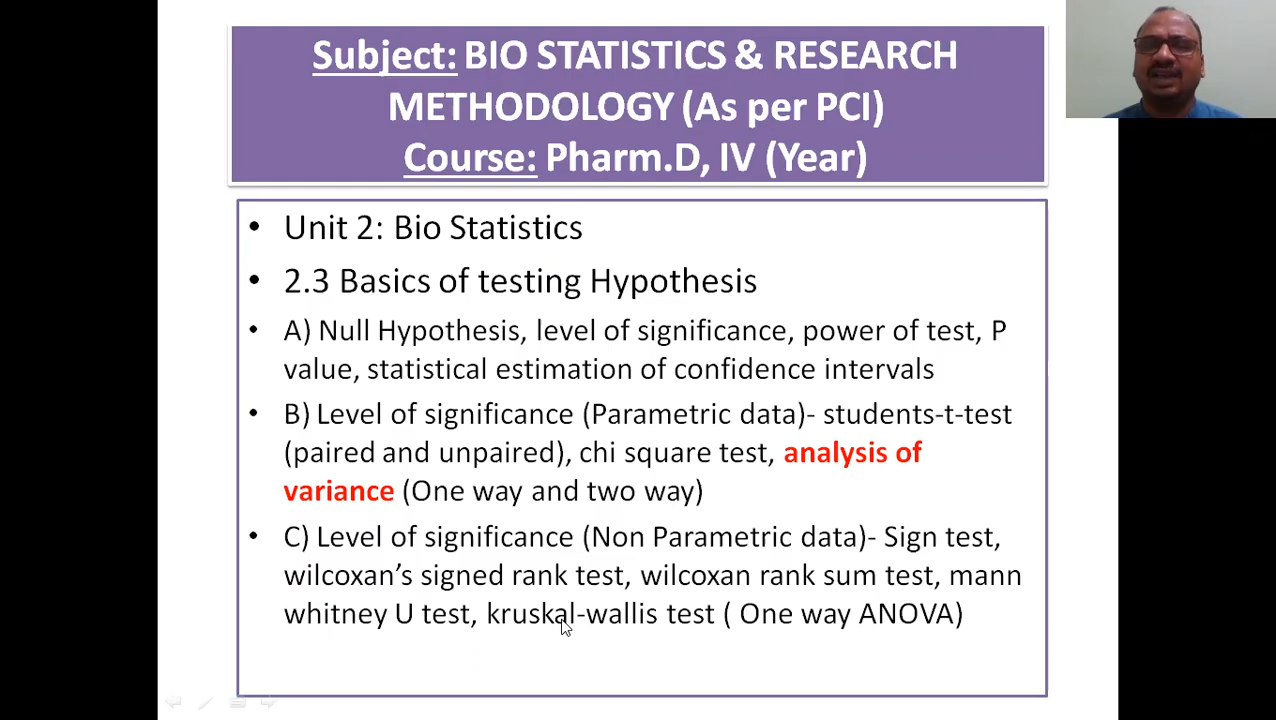 Subject: BIO STATISTICS & RESEARCH
METHODOLOGY (As per PCI)
Course: Pharm.D, IV (Year)
• Unit 2: Bio Statistics
• 2.3 Basics of testing Hypothesis
• A) Null Hypothesis, level of significance, power of test, P
value, statistical estimation of confidence intervals
• B) Level of significance (Parametric data)- students-t-test
(paired and unpaired), chi square test, analysis of
variance (One way and two way)
• C) Level of significance (Non Parametric data)- Sign test,
wilcoxan’s signed rank test, wilcoxan rank sum test, mann
whitney U test, kruskal-wallis test ( One way ANOVA)